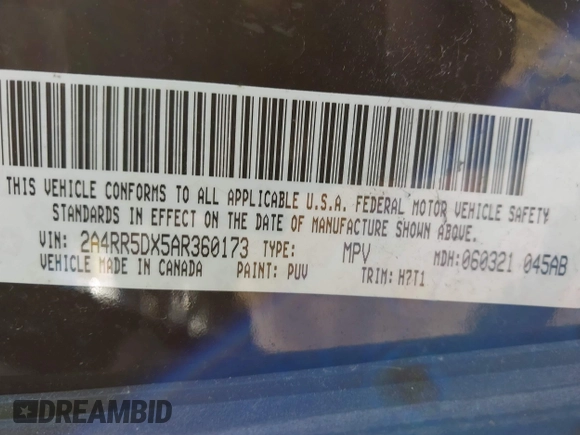 THIS VEHICLE CONFORMS TO ALL APPLICABLE U.S.A. FEDERAL MOTOR VEHICLE SAFETY
STANDARDS IN EFFECT ON THE DATE OF MANUFACTURE SHOWN ABOVE.
VIN: 2A4RR5DX5AR360173 TYPE: MPV MDH:060321 045AB
VEHICLE MADE IN CANADA PAINT: PUV TRIM: H7T1
DREAMBID